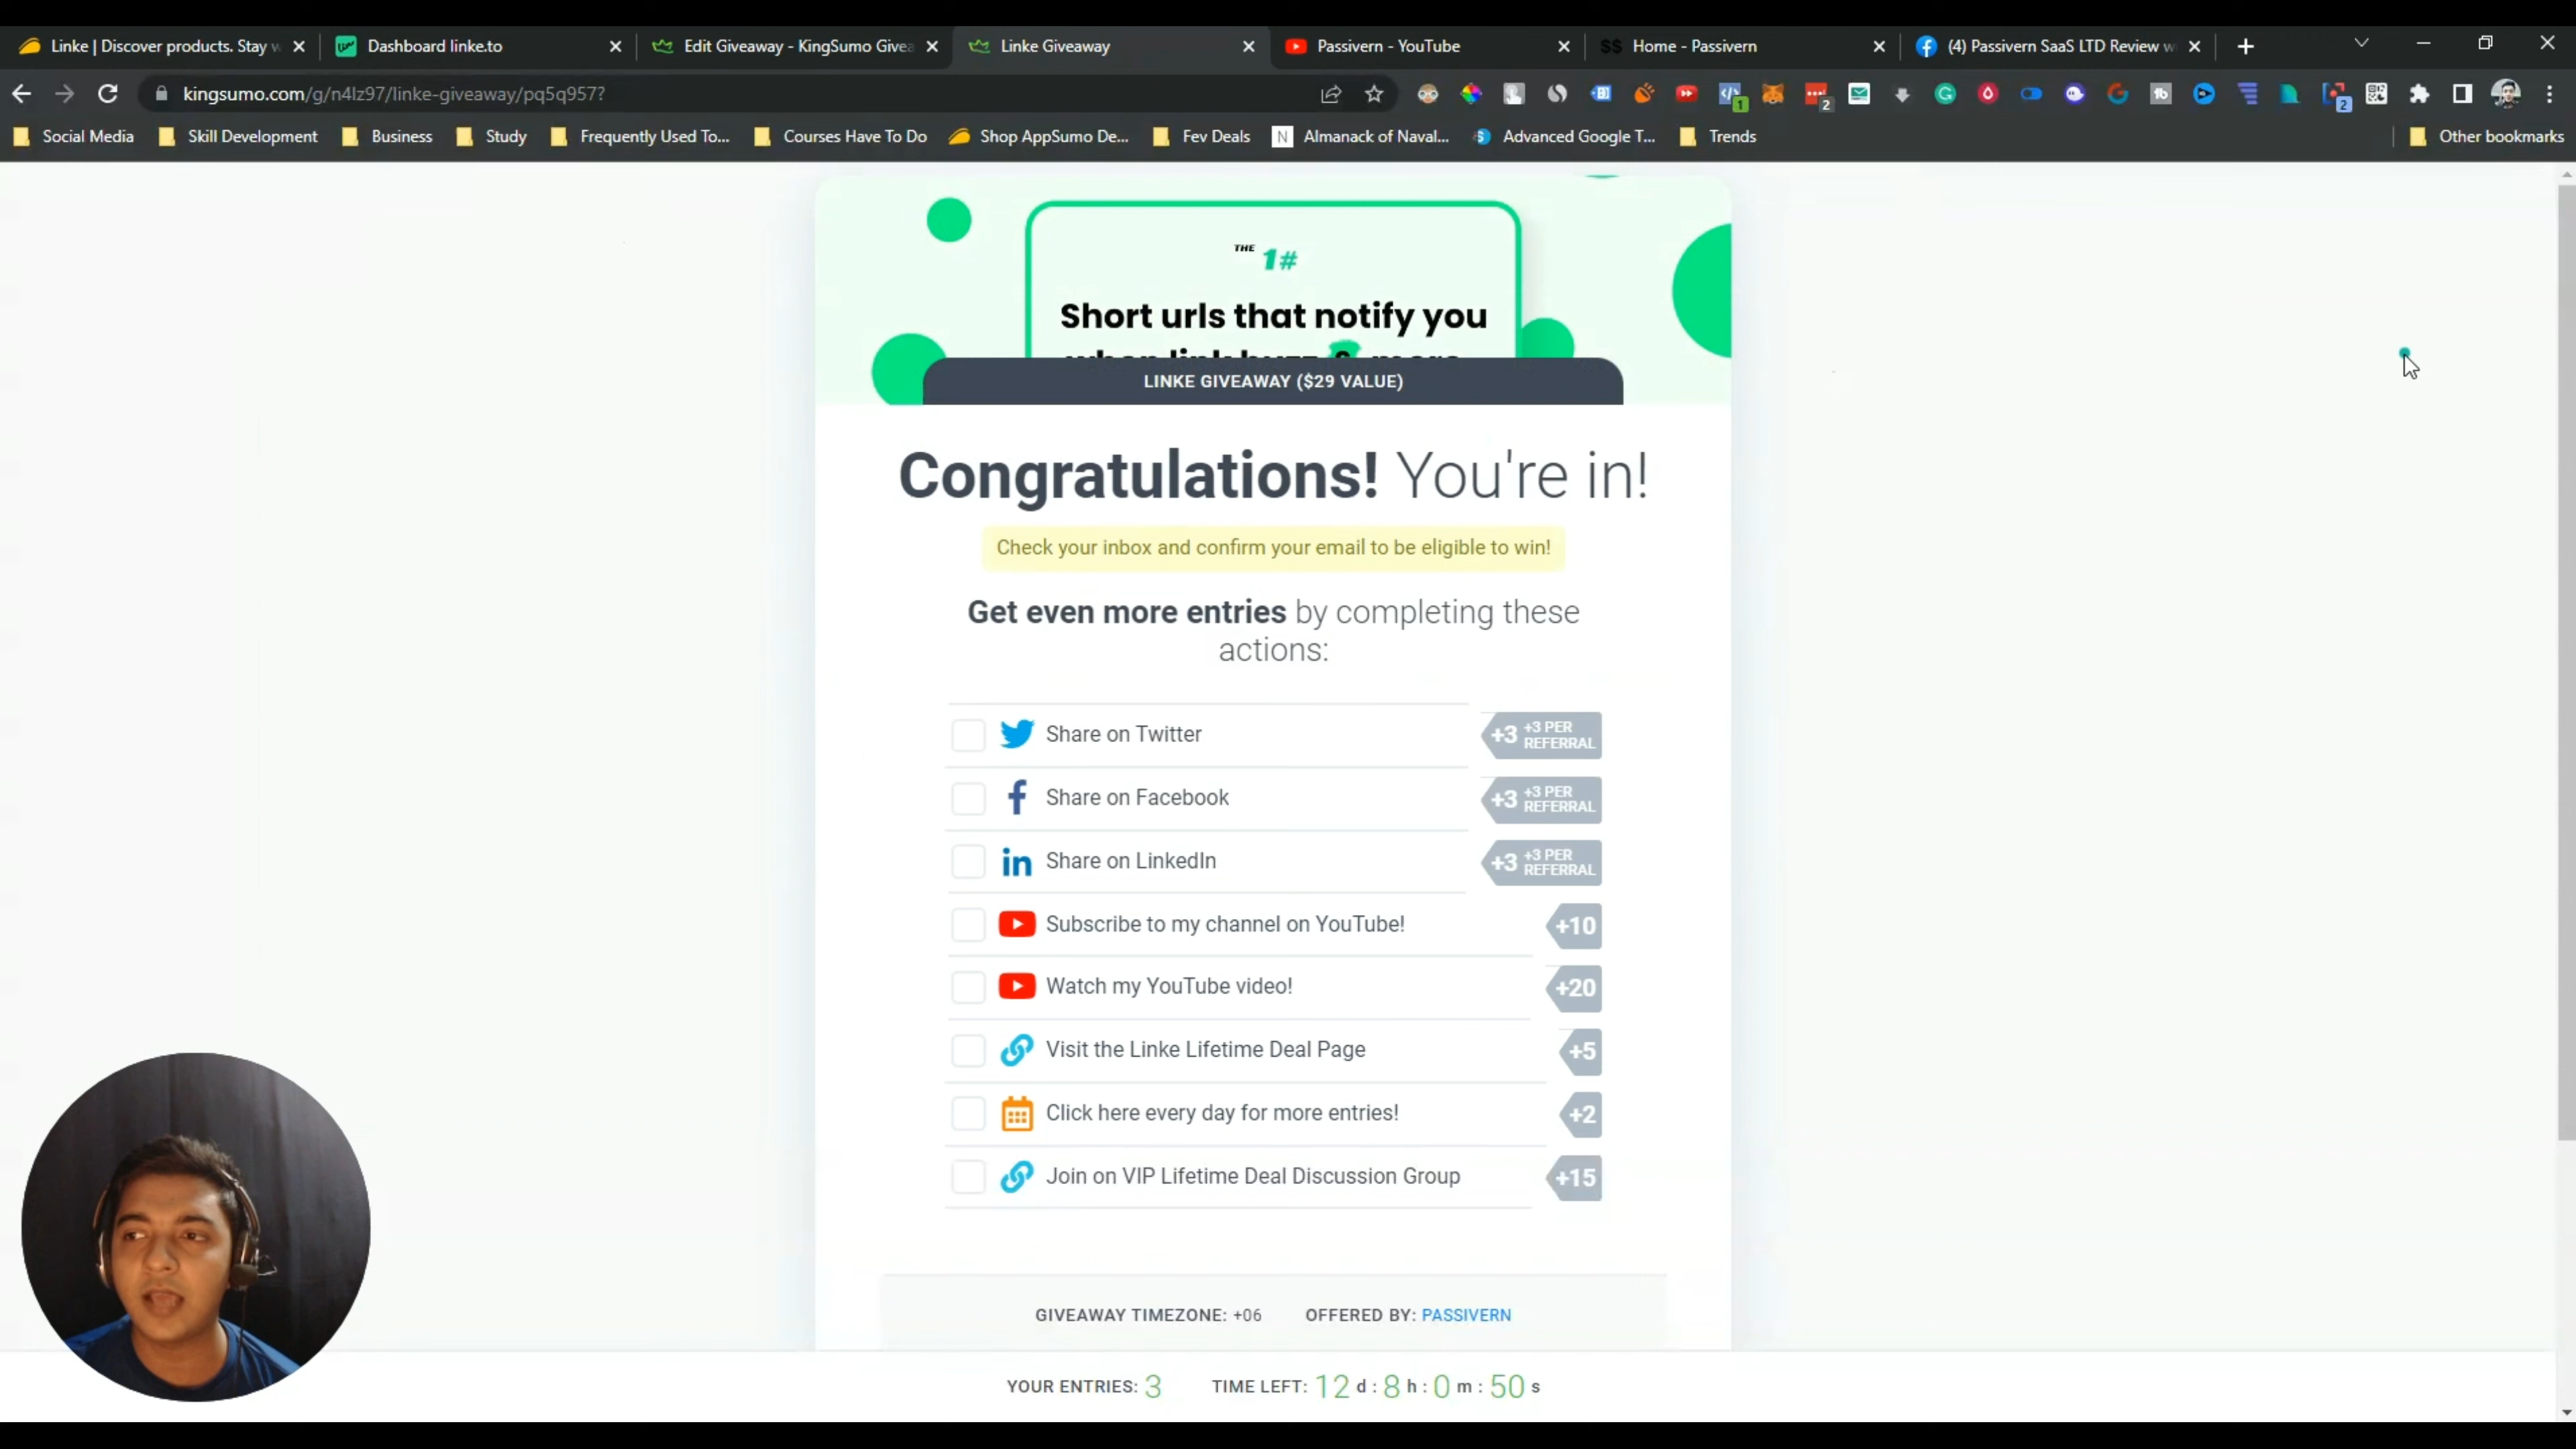 Linke | Discover products. Stay w
Dashboard linke.to
Edit Giveaway - KingSumo Givea
Linke Giveaway
Passivern - YouTube
$$ Home - Passivern
(4) Passivern SaaS LTD Review w
kingsumo.com/g/n4lz97/linke-giveaway/pq5q957?
Social Media
Skill Development
Business
Study
Frequently Used To...
Courses Have To Do
Shop AppSumo De...
Fev Deals
Almanack of Naval...
Advanced Google T...
Trends
Other bookmarks
THE 1#
Short urls that notify you
LINKE GIVEAWAY ($29 VALUE)
Congratulations! You're in!
Check your inbox and confirm your email to be eligible to win!
Get even more entries by completing these
actions:
Share on Twitter +3 +3 PER REFERRAL
Share on Facebook +3 +3 PER REFERRAL
Share on LinkedIn +3 +3 PER REFERRAL
Subscribe to my channel on YouTube! +10
Watch my YouTube video! +20
Visit the Linke Lifetime Deal Page +5
Click here every day for more entries! +2
Join on VIP Lifetime Deal Discussion Group +15
GIVEAWAY TIMEZONE: +06 OFFERED BY: PASSIVERN
YOUR ENTRIES: 3 TIME LEFT: 12 d : 8 h : 0 m : 50 s